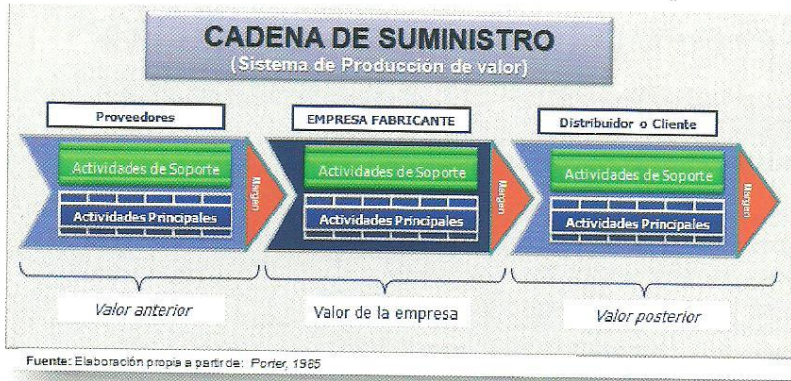 CADENA DE SUMINISTRO
(Sistema de Producción de valor)
Proveedores
EMPRESA FABRICANTE
Distribuidor o Cliente
Actividades de Soporte
Actividades Principales
Margen
Actividades de Soporte
Actividades Principales
Margen
Actividades de Soporte
Actividades Principales
Margen
Valor anterior
Valor de la empresa
Valor posterior
Fuente: Elaboración propia a partir de: Porter, 1985